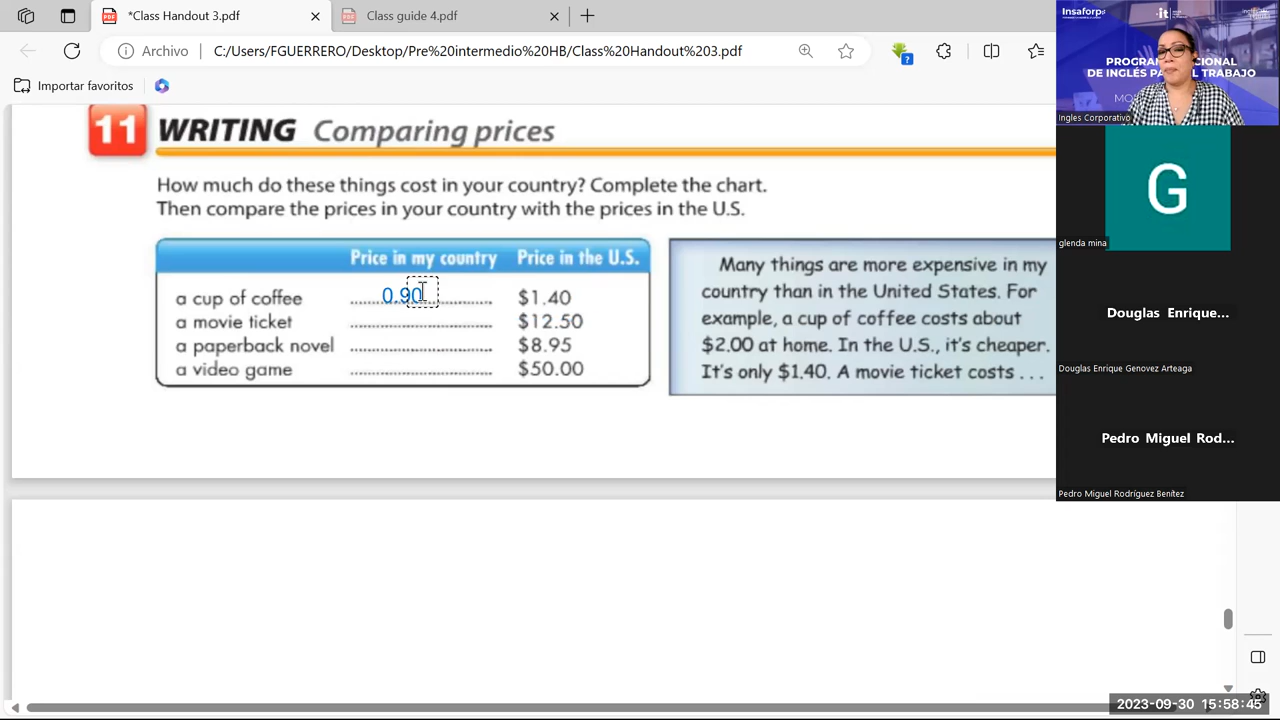 *Class Handout 3.pdf
Class guide 4.pdf
Archivo
C:/Users/FGUERRERO/Desktop/Pre%20intermedio%20HB/Class%20Handout%203.pdf
Importar favoritos
11 WRITING Comparing prices
How much do these things cost in your country? Complete the chart.
Then compare the prices in your country with the prices in the U.S.
Price in my country Price in the U.S.
a cup of coffee 0.90 $1.40
a movie ticket $12.50
a paperback novel $8.95
a video game $50.00
Many things are more expensive in my
country than in the United States. For
example, a cup of coffee costs about
$2.00 at home. In the U.S., it's cheaper.
It's only $1.40. A movie ticket costs . . .
Insaforp
Ingles Corporativo
G
glenda mina
Douglas Enrique...
Douglas Enrique Genovez Arteaga
Pedro Miguel Rod...
Pedro Miguel Rodríguez Benítez
2023-09-30 15:58:45